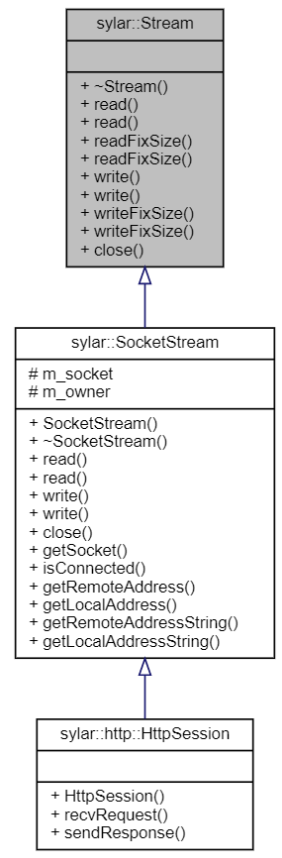 sylar::Stream
+ ~Stream()
+ read()
+ read()
+ readFixSize()
+ readFixSize()
+ write()
+ write()
+ writeFixSize()
+ writeFixSize()
+ close()
sylar::SocketStream
# m_socket
# m_owner
+ SocketStream()
+ ~SocketStream()
+ read()
+ read()
+ write()
+ write()
+ close()
+ getSocket()
+ isConnected()
+ getRemoteAddress()
+ getLocalAddress()
+ getRemoteAddressString()
+ getLocalAddressString()
sylar::http::HttpSession
+ HttpSession()
+ recvRequest()
+ sendResponse()